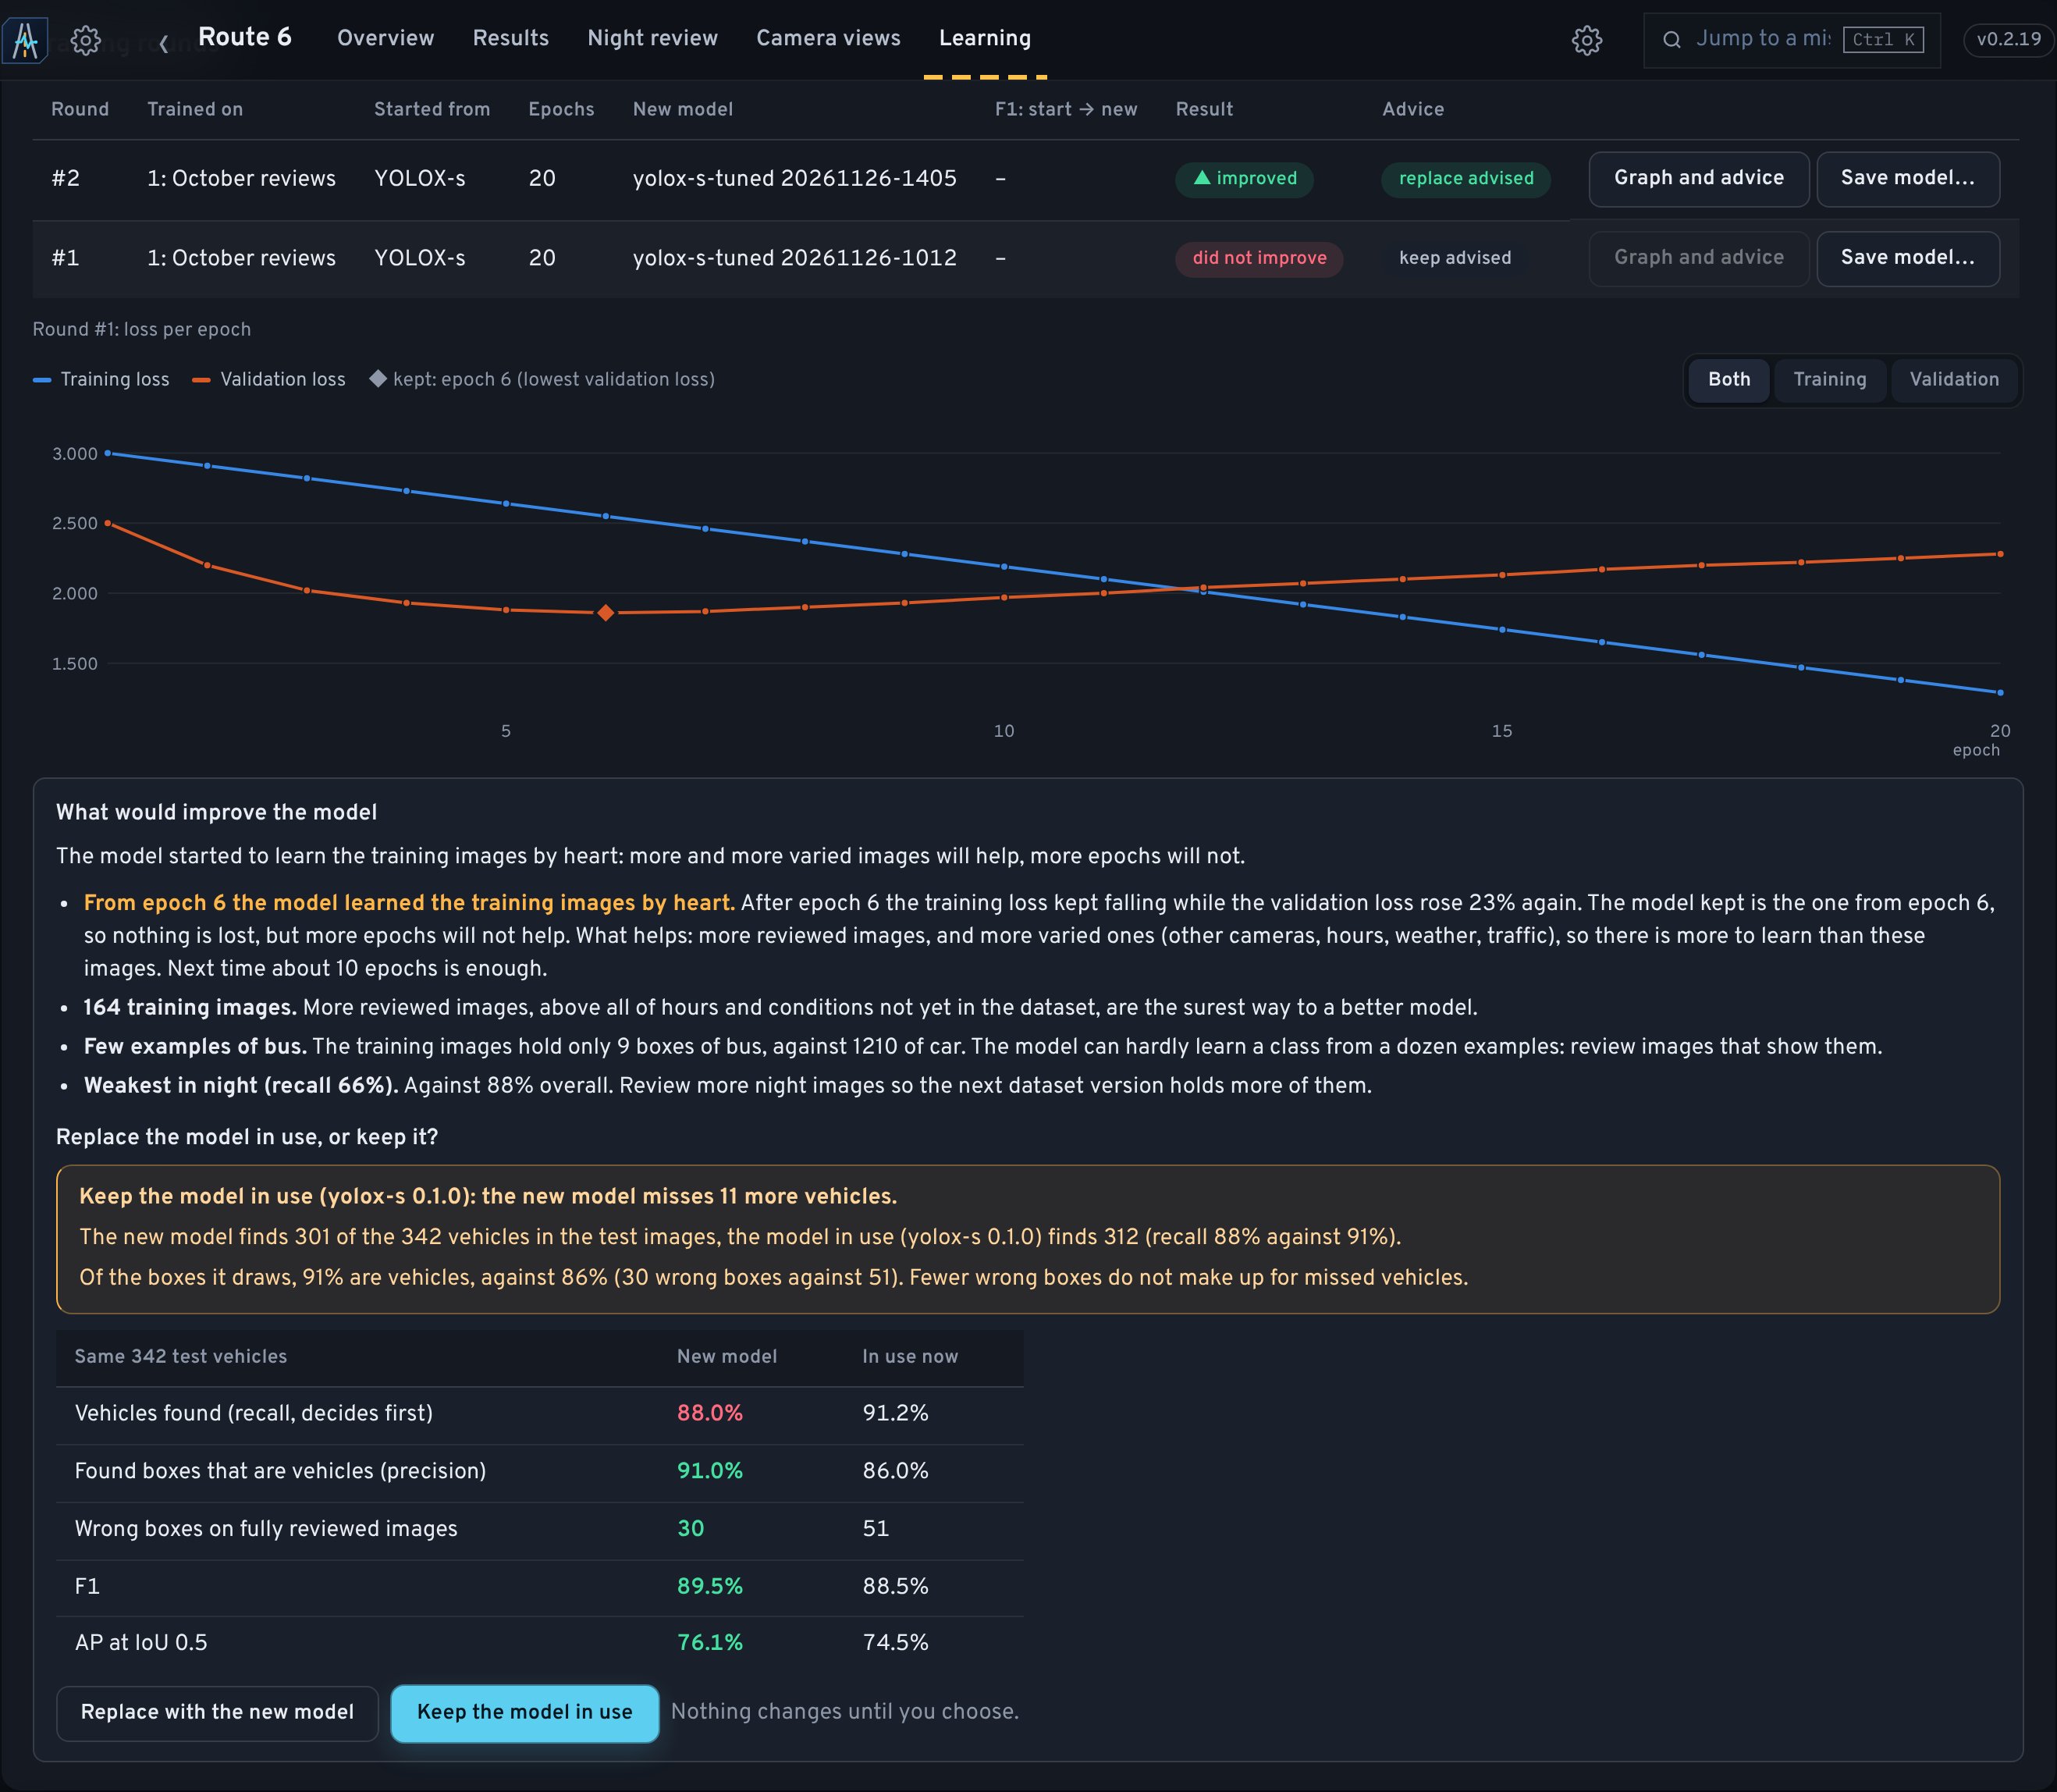 Route 6 Overview Results Night review Camera views Learning Jump to a mi Ctrl K v0.2.19
Round Trained on Started from Epochs New model F1: start → new Result Advice
#2 1: October reviews YOLOX-s 20 yolox-s-tuned 20261126-1405 – ▲ improved replace advised Graph and advice Save model...
#1 1: October reviews YOLOX-s 20 yolox-s-tuned 20261126-1012 – did not improve keep advised Graph and advice Save model...
Round #1: loss per epoch
Training loss Validation loss kept: epoch 6 (lowest validation loss) Both Training Validation
3.000
2.500
2.000
1.500
5 10 15 20
epoch
What would improve the model
The model started to learn the training images by heart: more and more varied images will help, more epochs will not.
• From epoch 6 the model learned the training images by heart. After epoch 6 the training loss kept falling while the validation loss rose 23% again. The model kept is the one from epoch 6,
so nothing is lost, but more epochs will not help. What helps: more reviewed images, and more varied ones (other cameras, hours, weather, traffic), so there is more to learn than these
images. Next time about 10 epochs is enough.
• 164 training images. More reviewed images, above all of hours and conditions not yet in the dataset, are the surest way to a better model.
• Few examples of bus. The training images hold only 9 boxes of bus, against 1210 of car. The model can hardly learn a class from a dozen examples: review images that show them.
• Weakest in night (recall 66%). Against 88% overall. Review more night images so the next dataset version holds more of them.
Replace the model in use, or keep it?
Keep the model in use (yolox-s 0.1.0): the new model misses 11 more vehicles.
The new model finds 301 of the 342 vehicles in the test images, the model in use (yolox-s 0.1.0) finds 312 (recall 88% against 91%).
Of the boxes it draws, 91% are vehicles, against 86% (30 wrong boxes against 51). Fewer wrong boxes do not make up for missed vehicles.
Same 342 test vehicles New model In use now
Vehicles found (recall, decides first) 88.0% 91.2%
Found boxes that are vehicles (precision) 91.0% 86.0%
Wrong boxes on fully reviewed images 30 51
F1 89.5% 88.5%
AP at IoU 0.5 76.1% 74.5%
Replace with the new model Keep the model in use Nothing changes until you choose.